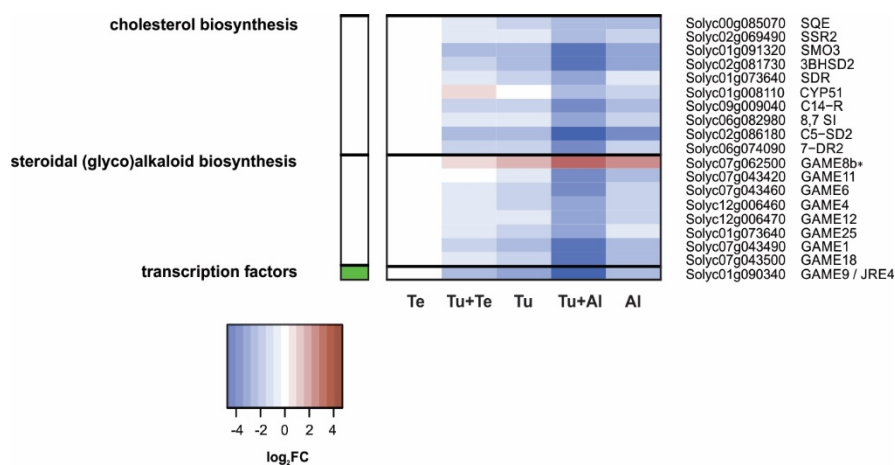 cholesterol biosynthesis
Solyc00g085070 SQE
Solyc02g069490 SSR2
Solyc01g091320 SMO3
Solyc02g081730 3BHSD2
Solyc01g073640 SDR
Solyc01g008110 CYP51
Solyc09g009040 C14-R
Solyc06g082980 8,7 SI
Solyc02g086180 C5-SD2
Solyc06g074090 7-DR2
steroidal (glyco)alkaloid biosynthesis
Solyc07g062500 GAME8b*
Solyc07g043420 GAME11
Solyc07g043460 GAME6
Solyc12g006460 GAME4
Solyc12g006470 GAME12
Solyc01g073640 GAME25
Solyc07g043490 GAME1
Solyc07g043500 GAME18
transcription factors
Solyc01g090340 GAME9 / JRE4
Te Tu+Te Tu Tu+Al Al
-4 -2 0 2 4
log₂FC